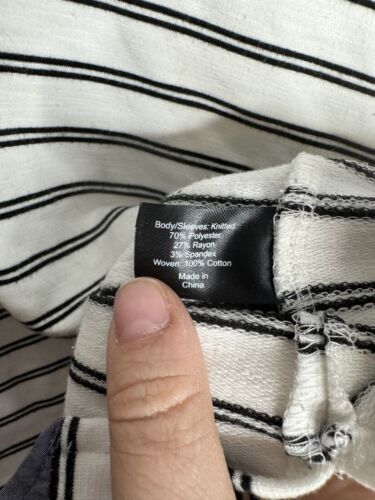 Body/Sleeves: Knitted
70% Polyester
27% Rayon
3% Spandex
Woven: 100% Cotton
Made in
China